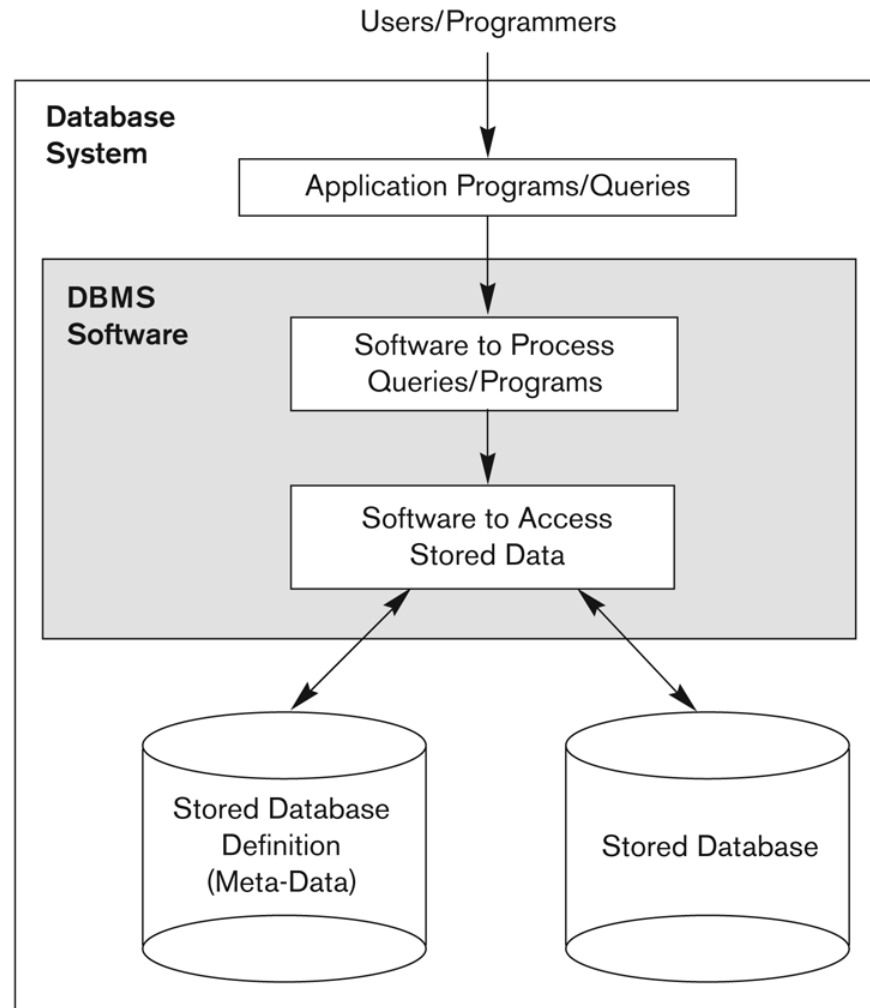 Users/Programmers
Database
System
Application Programs/Queries
DBMS
Software
Software to Process
Queries/Programs
Software to Access
Stored Data
Stored Database
Definition
(Meta-Data)
Stored Database